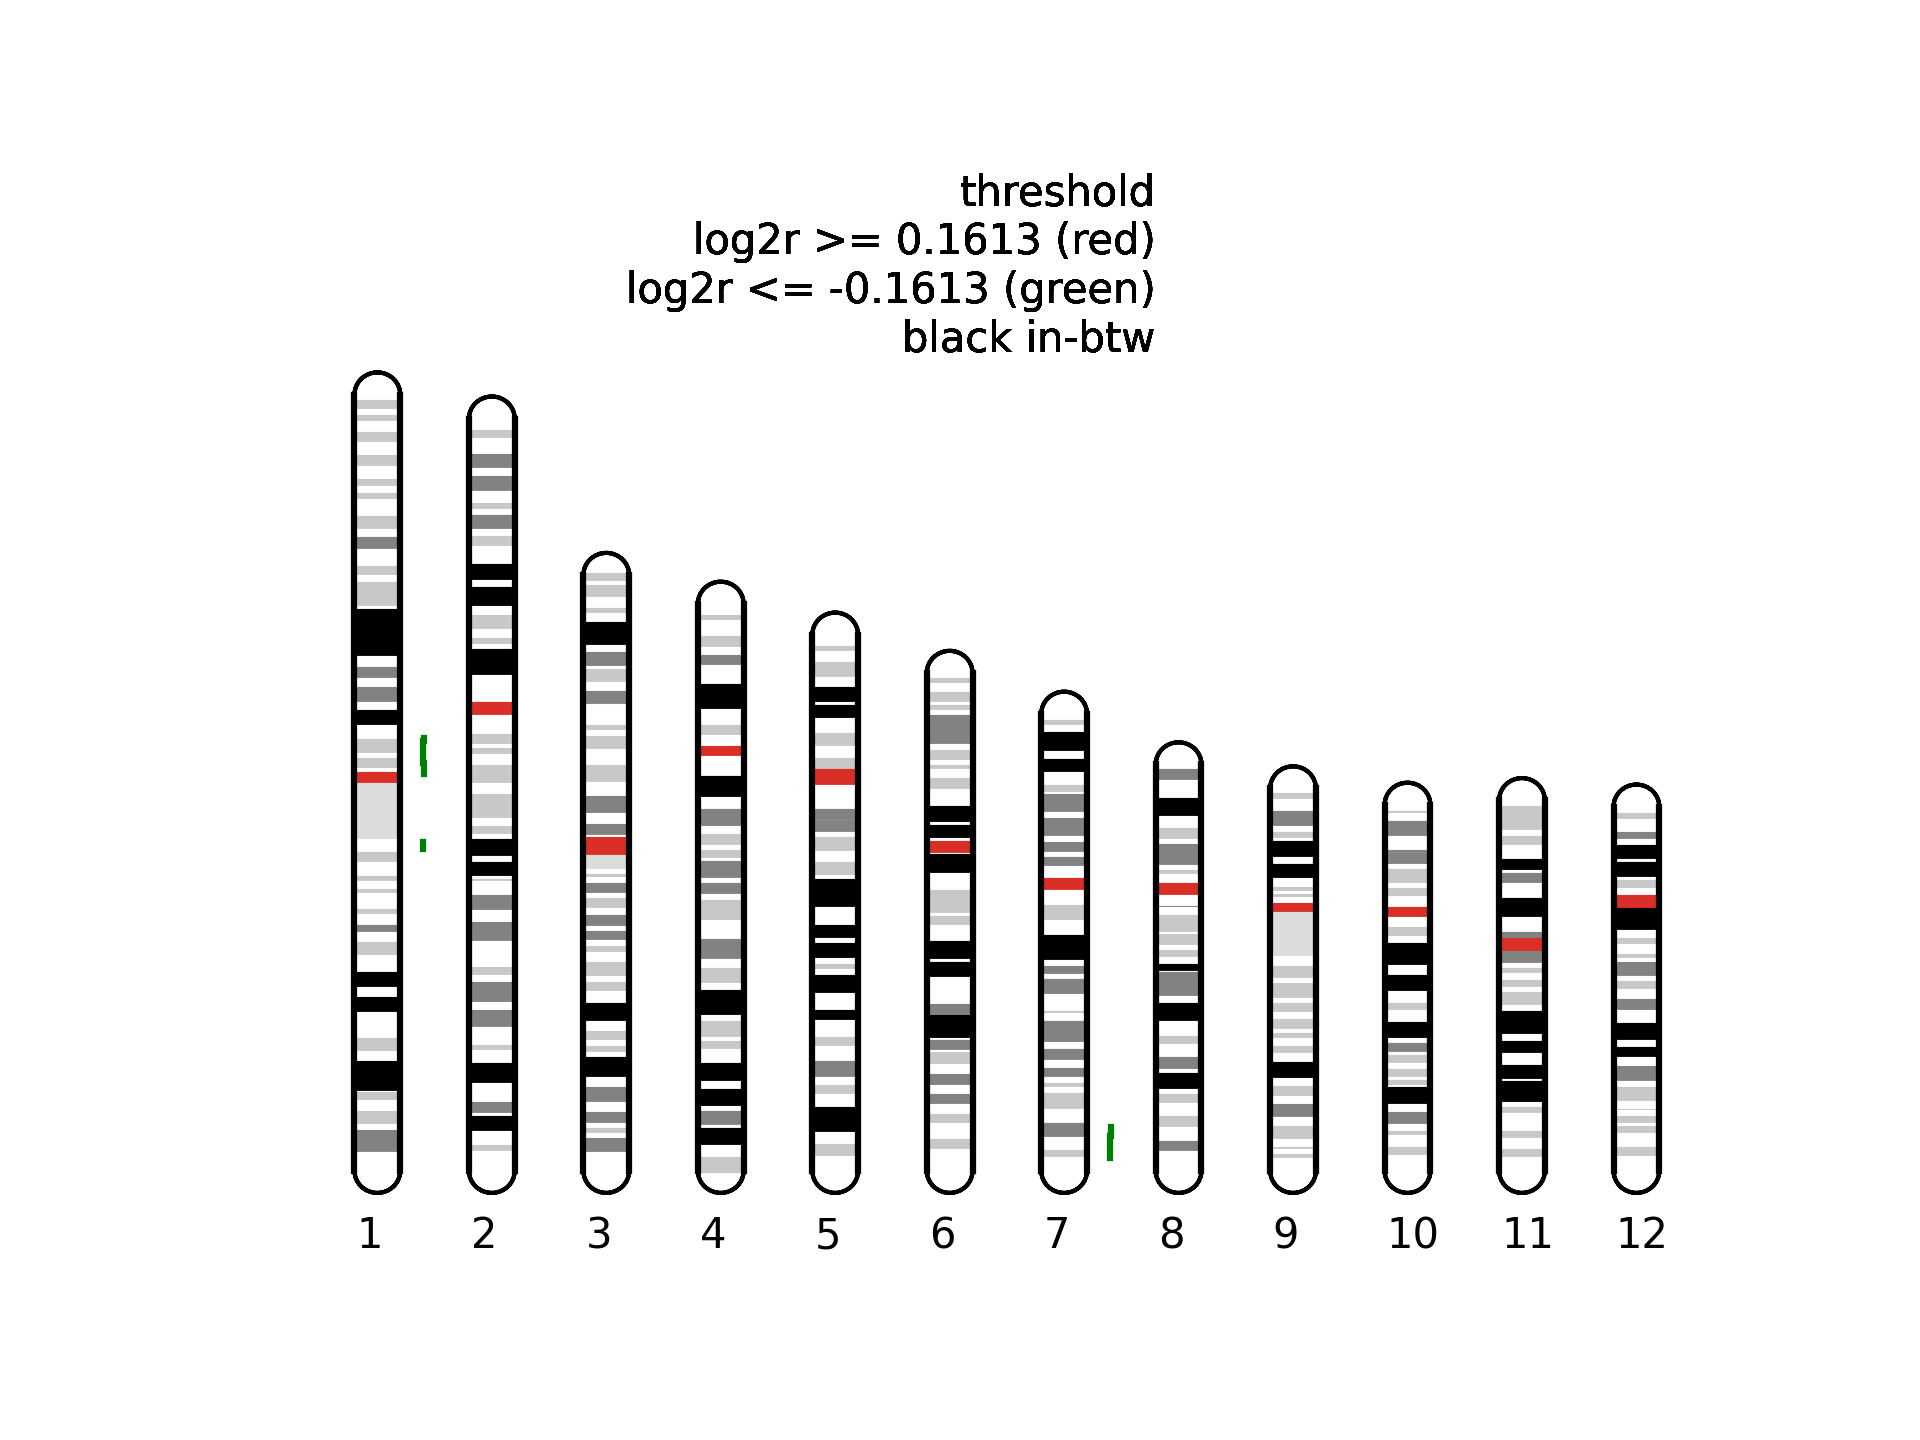 threshold
log2r >= 0.1613 (red)
log2r <= -0.1613 (green)
black in-btw
1 2 3 4 5 6 7 8 9 10 11 12